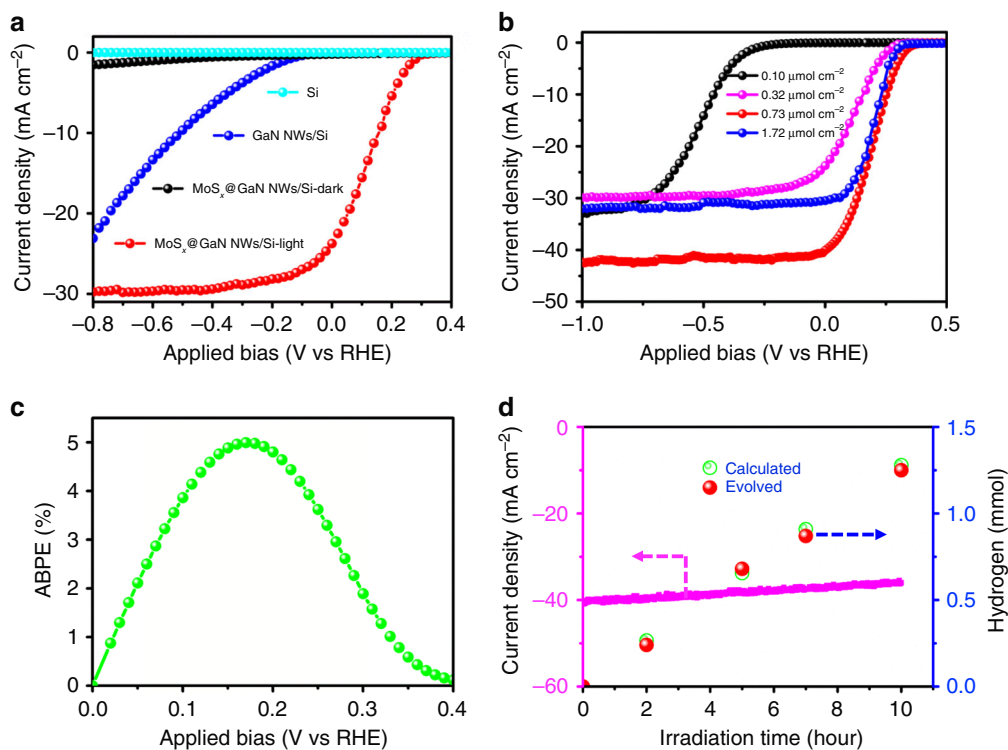 a
0
−10
−20
−30
Current density (mA cm⁻²)
Si
GaN NWs/Si
MoSₓ@GaN NWs/Si-dark
MoSₓ@GaN NWs/Si-light
−0.8 −0.6 −0.4 −0.2 0.0 0.2 0.4
Applied bias (V vs RHE)
b
0
−10
−20
−30
−40
−50
Current density (mA cm⁻²)
0.10 μmol cm⁻²
0.32 μmol cm⁻²
0.73 μmol cm⁻²
1.72 μmol cm⁻²
−1.0 −0.5 0.0 0.5
Applied bias (V vs RHE)
c
5
4
3
2
1
0
ABPE (%)
0.0 0.1 0.2 0.3 0.4
Applied bias (V vs RHE)
d
0
−20
−40
−60
Current density (mA cm⁻²)
Calculated
Evolved
1.5
1.0
0.5
0.0
Hydrogen (mmol)
0 2 4 6 8 10
Irradiation time (hour)